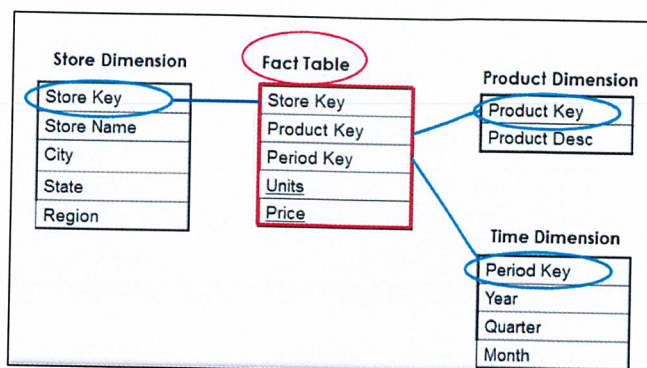 Store Dimension
Store Key
Store Name
City
State
Region
Fact Table
Store Key
Product Key
Period Key
Units
Price
Product Dimension
Product Key
Product Desc
Time Dimension
Period Key
Year
Quarter
Month